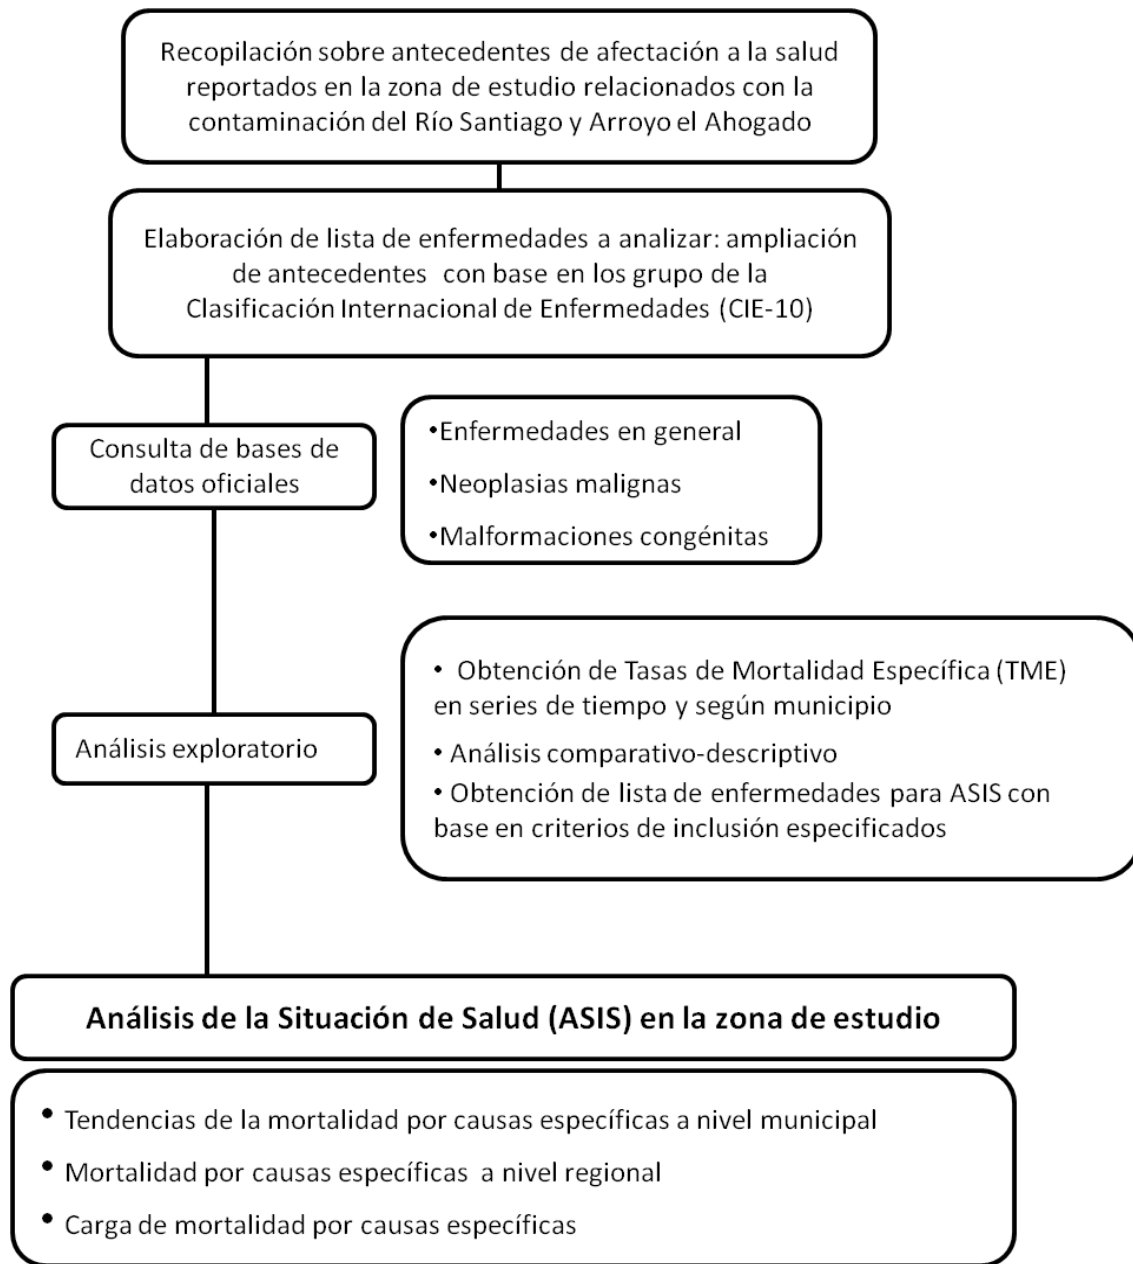 Recopilación sobre antecedentes de afectación a la salud
reportados en la zona de estudio relacionados con la
contaminación del Río Santiago y Arroyo el Ahogado
Elaboración de lista de enfermedades a analizar: ampliación
de antecedentes con base en los grupo de la
Clasificación Internacional de Enfermedades (CIE-10)
Consulta de bases de
datos oficiales
•Enfermedades en general
•Neoplasias malignas
•Malformaciones congénitas
Análisis exploratorio
• Obtención de Tasas de Mortalidad Específica (TME)
en series de tiempo y según municipio
• Análisis comparativo-descriptivo
• Obtención de lista de enfermedades para ASIS con
base en criterios de inclusión especificados
Análisis de la Situación de Salud (ASIS) en la zona de estudio
• Tendencias de la mortalidad por causas específicas a nivel municipal
• Mortalidad por causas específicas a nivel regional
• Carga de mortalidad por causas específicas